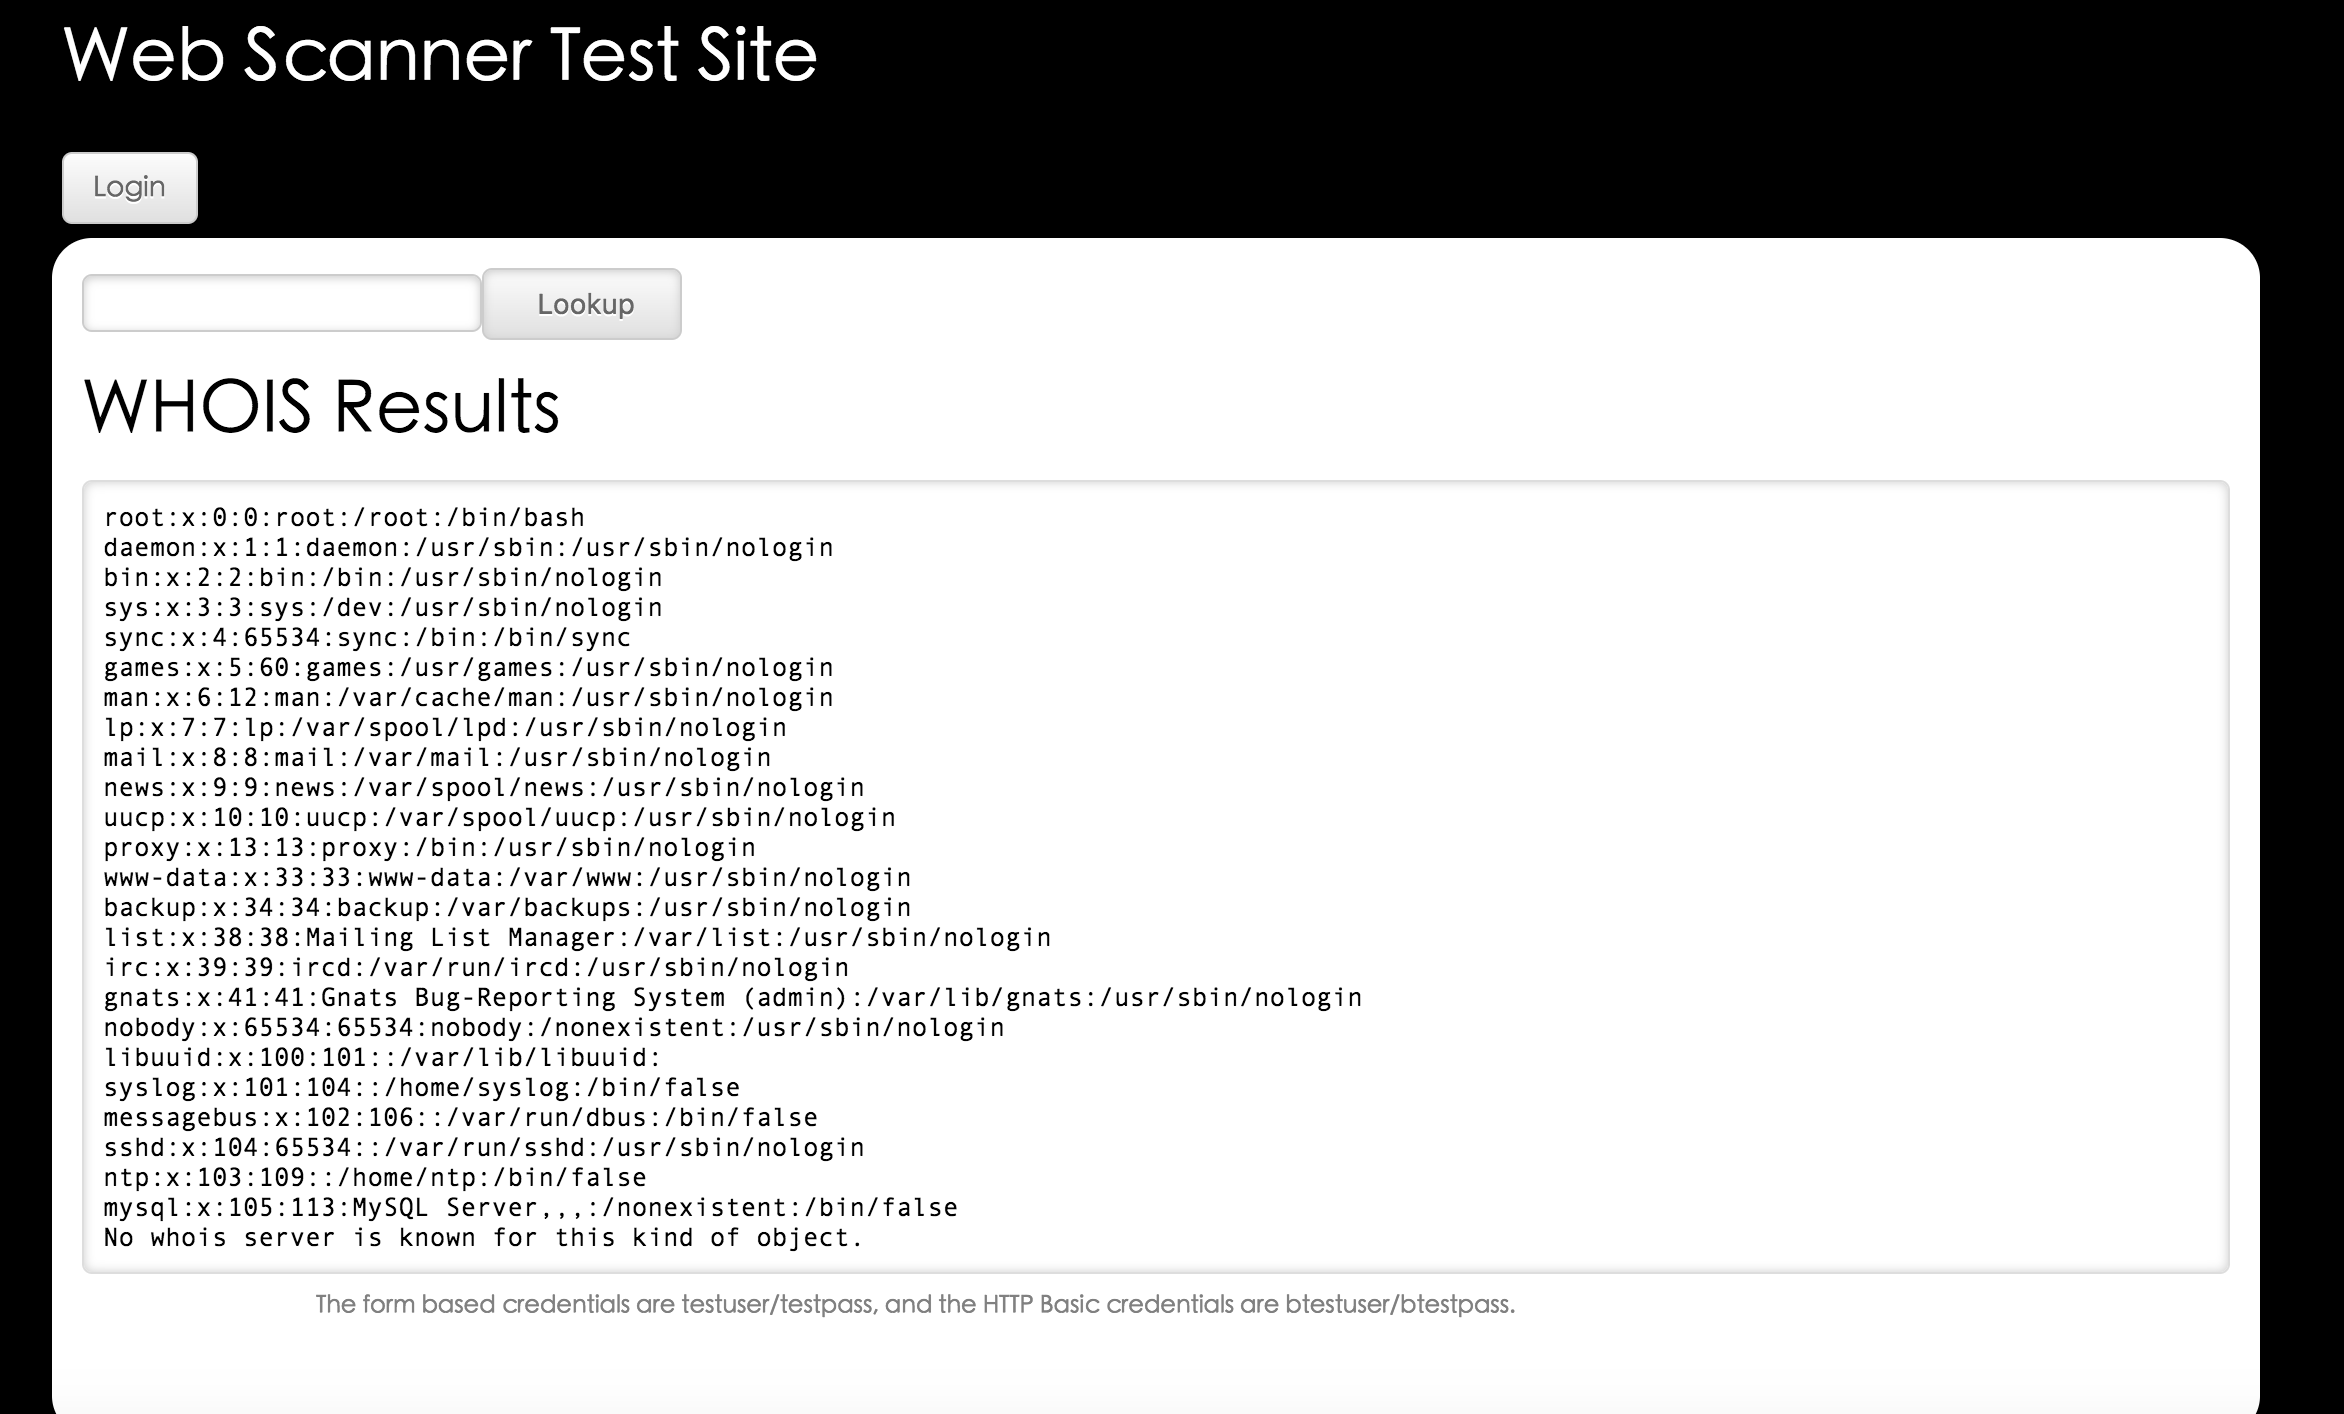 Web Scanner Test Site
Login
Lookup
WHOIS Results
root:x:0:0:root:/root:/bin/bash
daemon:x:1:1:daemon:/usr/sbin:/usr/sbin/nologin
bin:x:2:2:bin:/bin:/usr/sbin/nologin
sys:x:3:3:sys:/dev:/usr/sbin/nologin
sync:x:4:65534:sync:/bin:/bin/sync
games:x:5:60:games:/usr/games:/usr/sbin/nologin
man:x:6:12:man:/var/cache/man:/usr/sbin/nologin
lp:x:7:7:lp:/var/spool/lpd:/usr/sbin/nologin
mail:x:8:8:mail:/var/mail:/usr/sbin/nologin
news:x:9:9:news:/var/spool/news:/usr/sbin/nologin
uucp:x:10:10:uucp:/var/spool/uucp:/usr/sbin/nologin
proxy:x:13:13:proxy:/bin:/usr/sbin/nologin
www-data:x:33:33:www-data:/var/www:/usr/sbin/nologin
backup:x:34:34:backup:/var/backups:/usr/sbin/nologin
list:x:38:38:Mailing List Manager:/var/list:/usr/sbin/nologin
irc:x:39:39:ircd:/var/run/ircd:/usr/sbin/nologin
gnats:x:41:41:Gnats Bug-Reporting System (admin):/var/lib/gnats:/usr/sbin/nologin
nobody:x:65534:65534:nobody:/nonexistent:/usr/sbin/nologin
libuuid:x:100:101::/var/lib/libuuid:
syslog:x:101:104::/home/syslog:/bin/false
messagebus:x:102:106::/var/run/dbus:/bin/false
sshd:x:104:65534::/var/run/sshd:/usr/sbin/nologin
ntp:x:103:109::/home/ntp:/bin/false
mysql:x:105:113:MySQL Server,,,:/nonexistent:/bin/false
No whois server is known for this kind of object.
The form based credentials are testuser/testpass, and the HTTP Basic credentials are btestuser/btestpass.